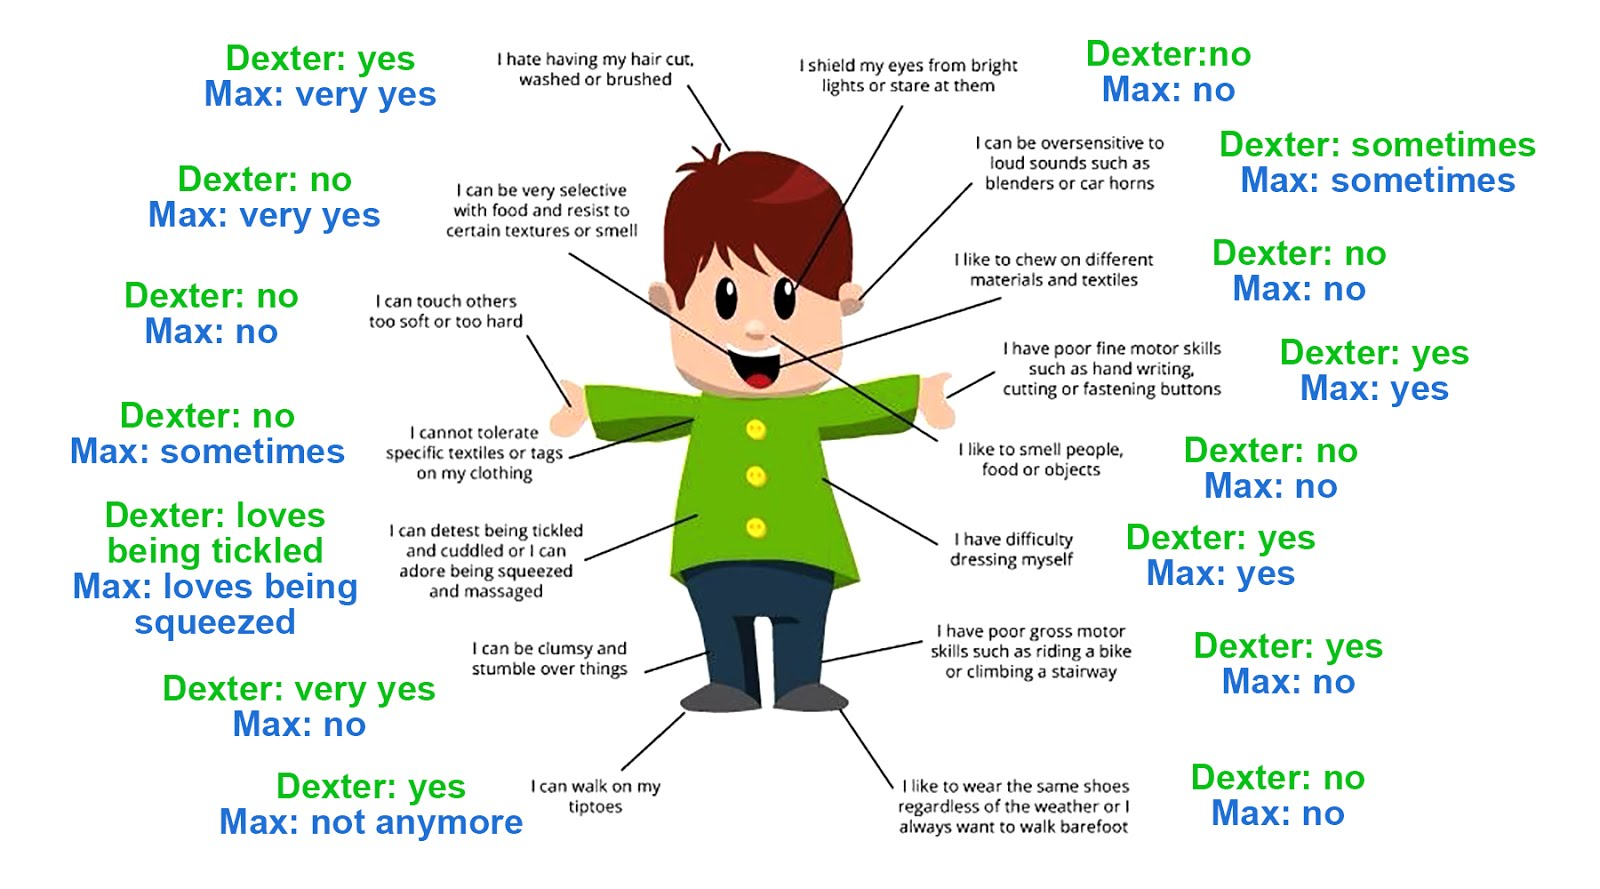 Dexter: yes
Max: very yes
I hate having my hair cut,
washed or brushed
I shield my eyes from bright
lights or stare at them
Dexter:no
Max: no
I can be oversensitive to
loud sounds such as
blenders or car horns
Dexter: sometimes
Max: sometimes
Dexter: no
Max: very yes
I can be very selective
with food and resist to
certain textures or smell
I like to chew on different
materials and textiles
Dexter: no
Max: no
Dexter: no
Max: no
I can touch others
too soft or too hard
I have poor fine motor skills
such as hand writing,
cutting or fastening buttons
Dexter: yes
Max: yes
Dexter: no
Max: sometimes
I cannot tolerate
specific textiles or tags
on my clothing
I like to smell people,
food or objects
Dexter: no
Max: no
Dexter: loves
being tickled
Max: loves being
squeezed
I can detest being tickled
and cuddled or I can
adore being squeezed
and massaged
I have difficulty
dressing myself
Dexter: yes
Max: yes
Dexter: very yes
Max: no
I can be clumsy and
stumble over things
I have poor gross motor
skills such as riding a bike
or climbing a stairway
Dexter: yes
Max: no
Dexter: yes
Max: not anymore
I can walk on my
tiptoes
I like to wear the same shoes
regardless of the weather or I
always want to walk barefoot
Dexter: no
Max: no